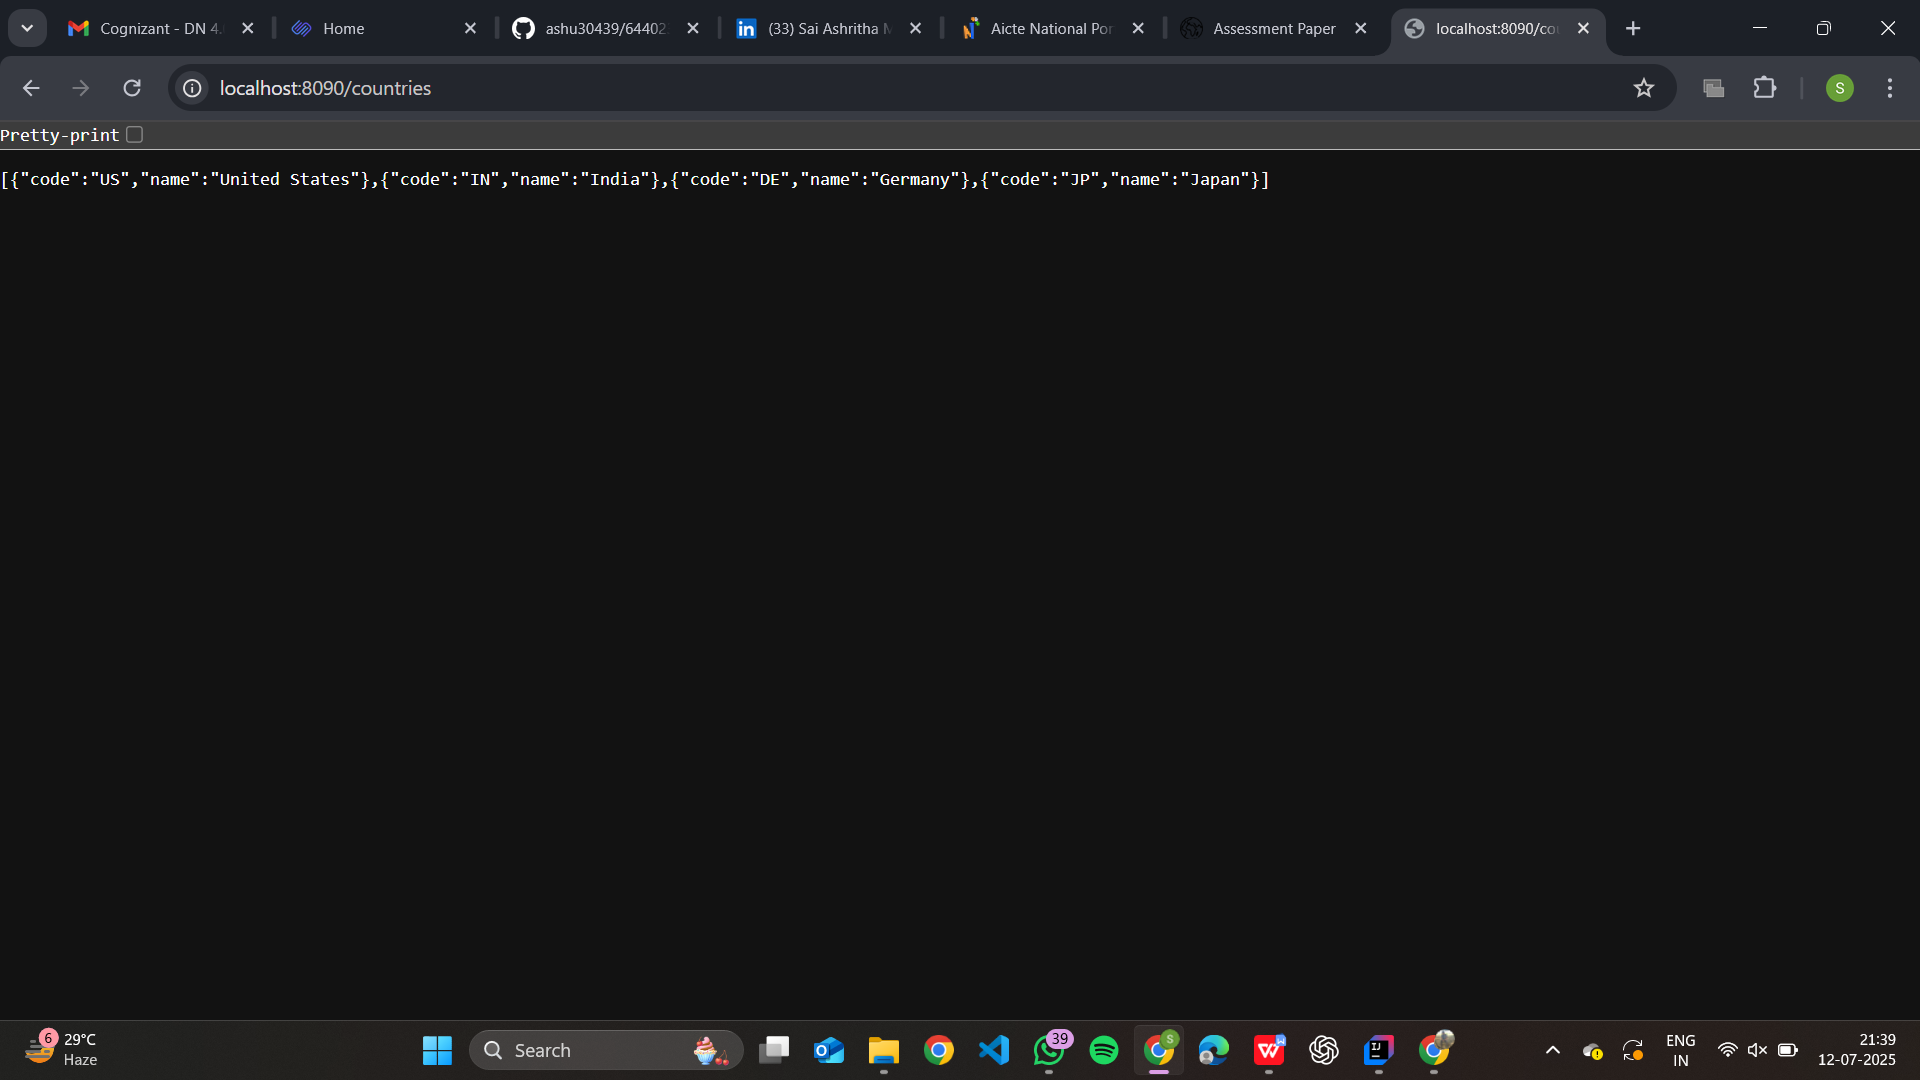 Cognizant - DN 4.
Home
ashu30439/64402
(33) Sai Ashritha M
Aicte National Por
Assessment Paper
localhost:8090/cou
localhost:8090/countries
S
Pretty-print
[{"code":"US","name":"United States"},{"code":"IN","name":"India"},{"code":"DE","name":"Germany"},{"code":"JP","name":"Japan"}]
6
29°C
Haze
Search
39
S
ENG
IN
21:39
12-07-2025